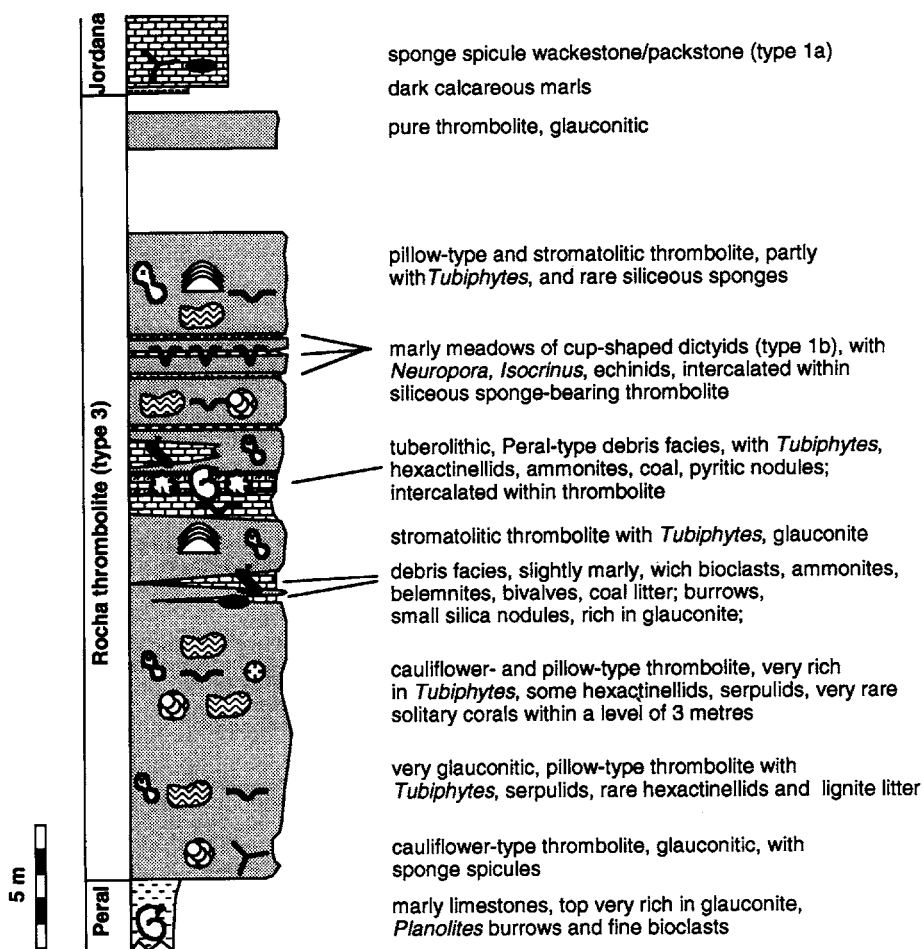 Jordana
sponge spicule wackestone/packstone (type 1a)
dark calcareous marls
pure thrombolite, glauconitic
Rocha thrombolite (type 3)
pillow-type and stromatolitic thrombolite, partly
with Tubiphytes, and rare siliceous sponges
marly meadows of cup-shaped dictyids (type 1b), with
Neuropora, Isocrinus, echinids, intercalated within
siliceous sponge-bearing thrombolite
tuberolithic, Peral-type debris facies, with Tubiphytes,
hexactinellids, ammonites, coal, pyritic nodules;
intercalated within thrombolite
stromatolitic thrombolite with Tubiphytes, glauconite
debris facies, slightly marly, wich bioclasts, ammonites,
belemnites, bivalves, coal litter; burrows,
small silica nodules, rich in glauconite;
cauliflower- and pillow-type thrombolite, very rich
in Tubiphytes, some hexactinellids, serpulids, very rare
solitary corals within a level of 3 metres
very glauconitic, pillow-type thrombolite with
Tubiphytes, serpulids, rare hexactinellids and lignite litter
cauliflower-type thrombolite, glauconitic, with
sponge spicules
5 m
Peral
marly limestones, top very rich in glauconite,
Planolites burrows and fine bioclasts